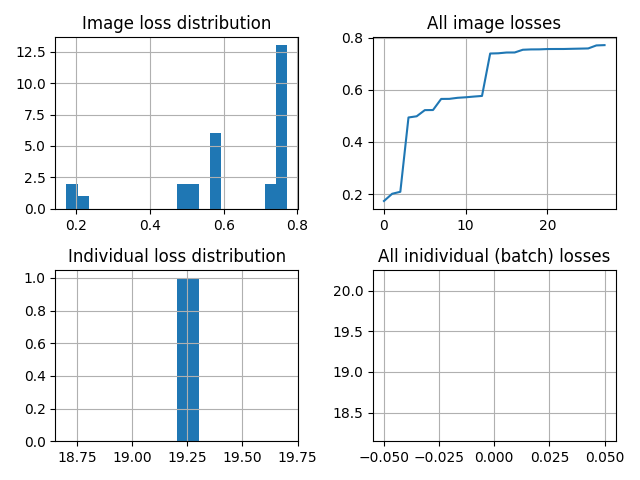 Image loss distribution
12.5
10.0
7.5
5.0
2.5
0.0
0.2 0.4 0.6 0.8
All image losses
0.8
0.6
0.4
0.2
0 10 20
Individual loss distribution
1.0
0.8
0.6
0.4
0.2
0.0
18.75 19.00 19.25 19.50 19.75
All inidividual (batch) losses
20.0
19.5
19.0
18.5
−0.050 −0.025 0.000 0.025 0.050